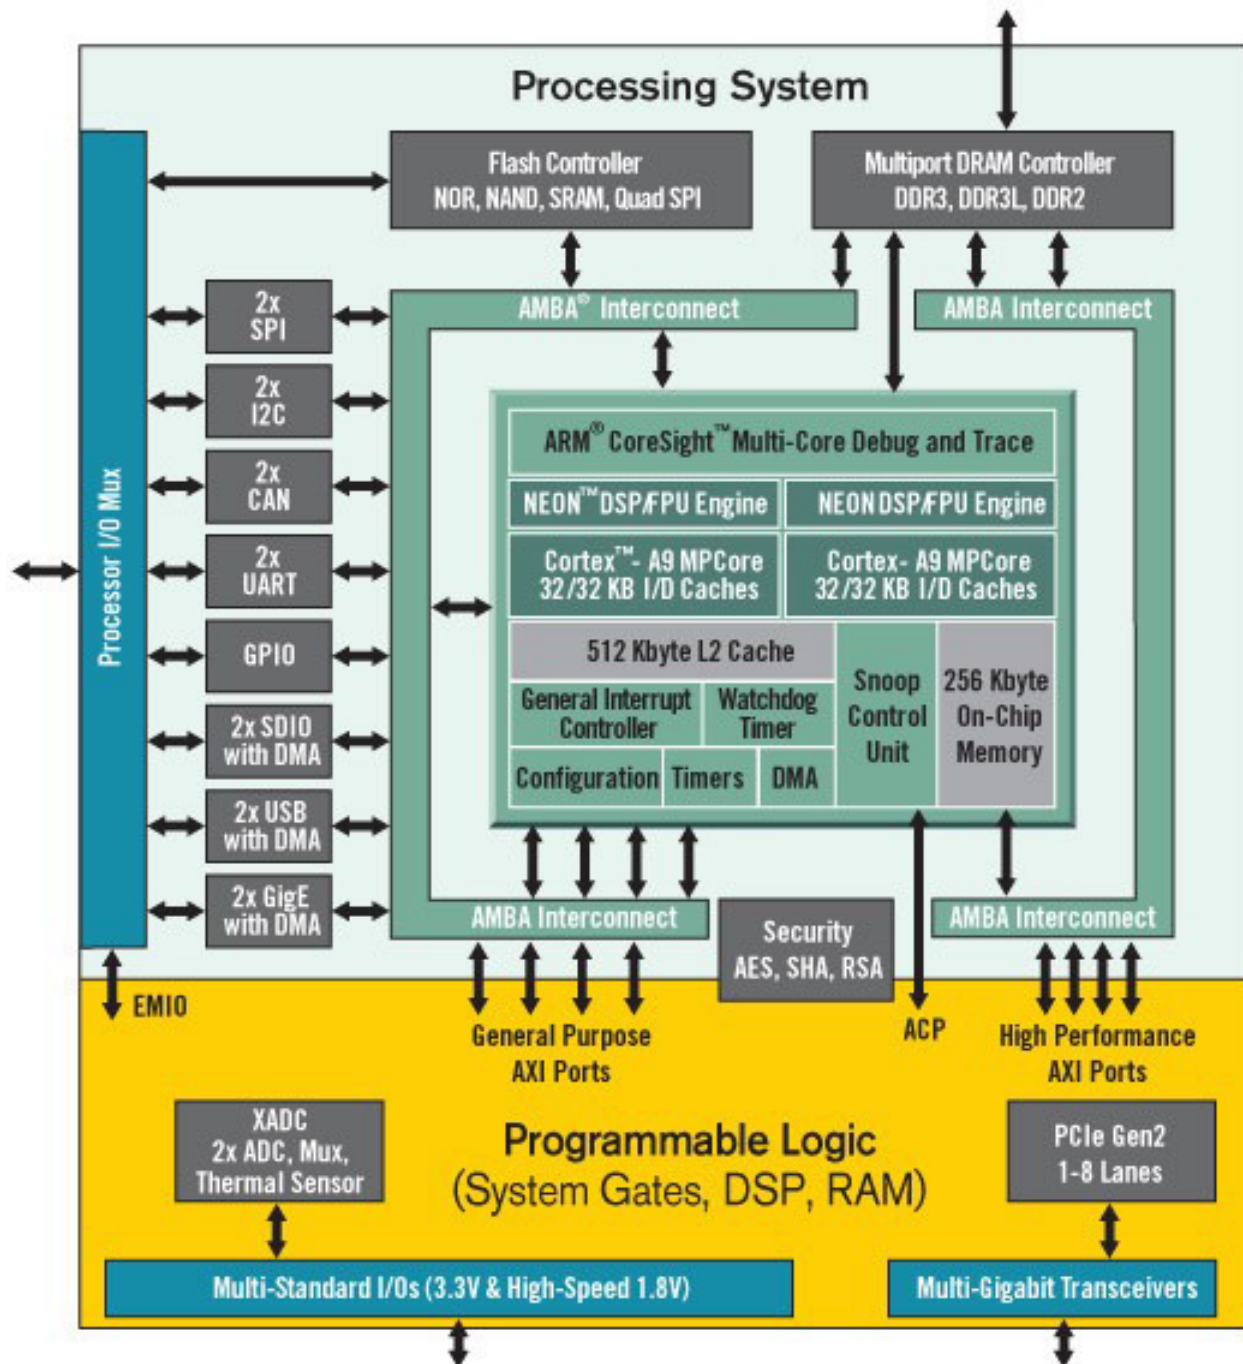 Processing System
Flash Controller
NOR, NAND, SRAM, Quad SPI
Multiport DRAM Controller
DDR3, DDR3L, DDR2
Processor I/O Mux
2x
SPI
2x
I2C
2x
CAN
2x
UART
GPIO
2x SDIO
with DMA
2x USB
with DMA
2x GigE
with DMA
AMBA® Interconnect
AMBA Interconnect
ARM® CoreSight™ Multi-Core Debug and Trace
NEON™ DSP/FPU Engine
NEON DSP/FPU Engine
Cortex™- A9 MPCore
32/32 KB I/D Caches
Cortex- A9 MPCore
32/32 KB I/D Caches
512 Kbyte L2 Cache
General Interrupt
Controller
Watchdog
Timer
Configuration
Timers
DMA
Snoop
Control
Unit
256 Kbyte
On-Chip
Memory
AMBA Interconnect
Security
AES, SHA, RSA
AMBA Interconnect
EMIO
General Purpose
AXI Ports
ACP
High Performance
AXI Ports
XADC
2x ADC, Mux,
Thermal Sensor
Programmable Logic
(System Gates, DSP, RAM)
PCIe Gen2
1-8 Lanes
Multi-Standard I/Os (3.3V & High-Speed 1.8V)
Multi-Gigabit Transceivers